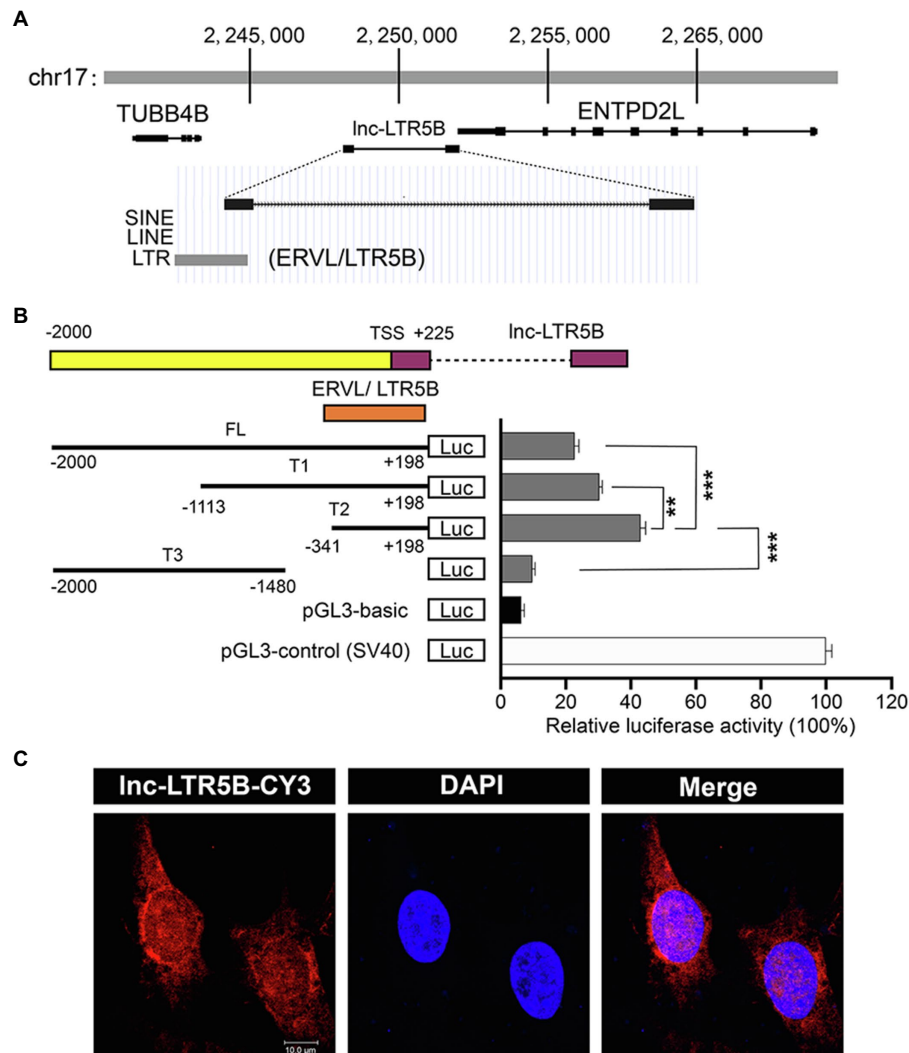 A
2,245,000 2,250,000 2,255,000 2,265,000
chr17:
TUBB4B lnc-LTR5B ENTPD2L
SINE
LINE
LTR (ERVL/LTR5B)
B
-2000 TSS +225 lnc-LTR5B
ERVL/ LTR5B
FL
Luc
-2000 +198
T1
Luc
-1113 +198
T2
Luc
-341 +198
T3
Luc
-2000 -1480
pGL3-basic Luc
pGL3-control (SV40) Luc
** *** ***
0 20 40 60 80 100 120
Relative luciferase activity (100%)
C
lnc-LTR5B-CY3 DAPI Merge
10.0 um